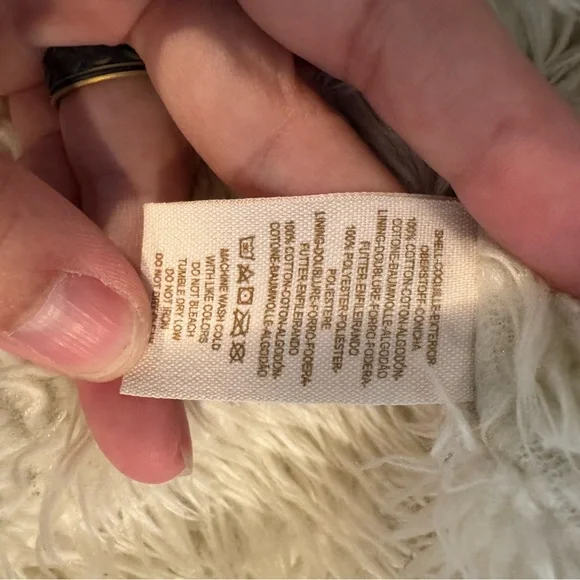 SHELL-COQUILLE-EXTERIOR-
OBERSTOFF-CONCHA
100% COTTON-COTON-ALGODÓN-
COTONE-BAUMWOLLE-ALGODÃO
LINING-DOUBLURE-FORRO-FODERA-
FUTTER-ENFILERANDO
100% POLYESTER-POLYESTER-
POLIESTERE
LINING-DOUBLURE-FORRO-FODERA-
FUTTER-ENFILERANDO
100% COTTON-COTON-ALGODÓN-
COTONE-BAUMWOLLE-ALGODÃO
MACHINE WASH COLD
WITH LIKE COLORS
DO NOT BLEACH
TUMBLE DRY LOW
DO NOT IRON
DO NOT